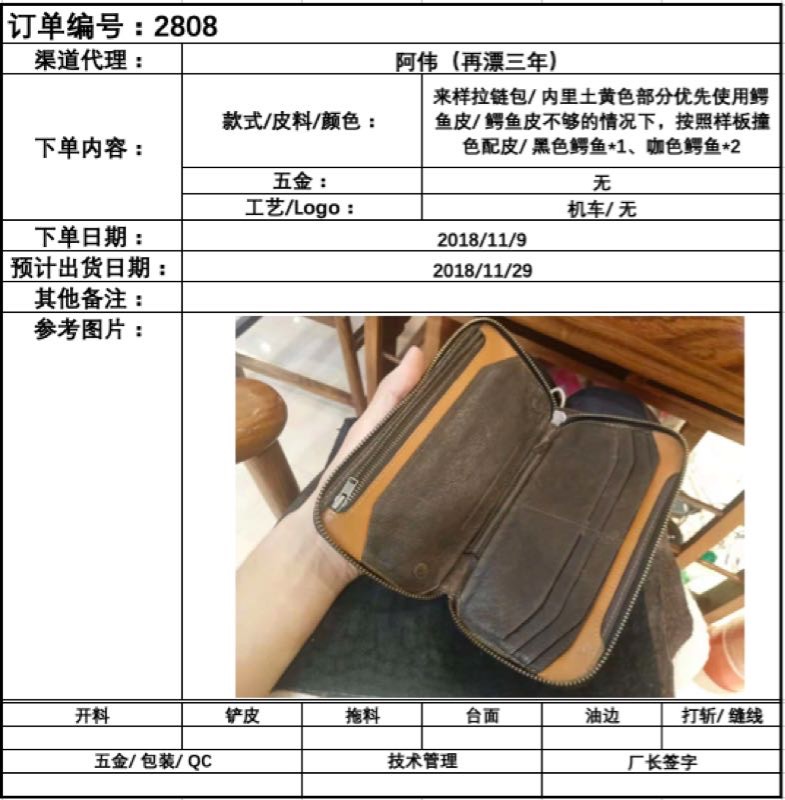 订单编号：2808
渠道代理：
阿伟（再漂三年）
下单内容：
款式/皮料/颜色：
来样拉链包/ 内里土黄色部分优先使用鳄
鱼皮/ 鳄鱼皮不够的情况下，按照样板撞
色配皮/ 黑色鳄鱼*1、咖色鳄鱼*2
五金：
无
工艺/Logo：
机车/ 无
下单日期：
2018/11/9
预计出货日期：
2018/11/29
其他备注：
参考图片：
开料 铲皮 拖料 台面 油边 打斩/ 缝线
五金/ 包装/ QC 技术管理 厂长签字